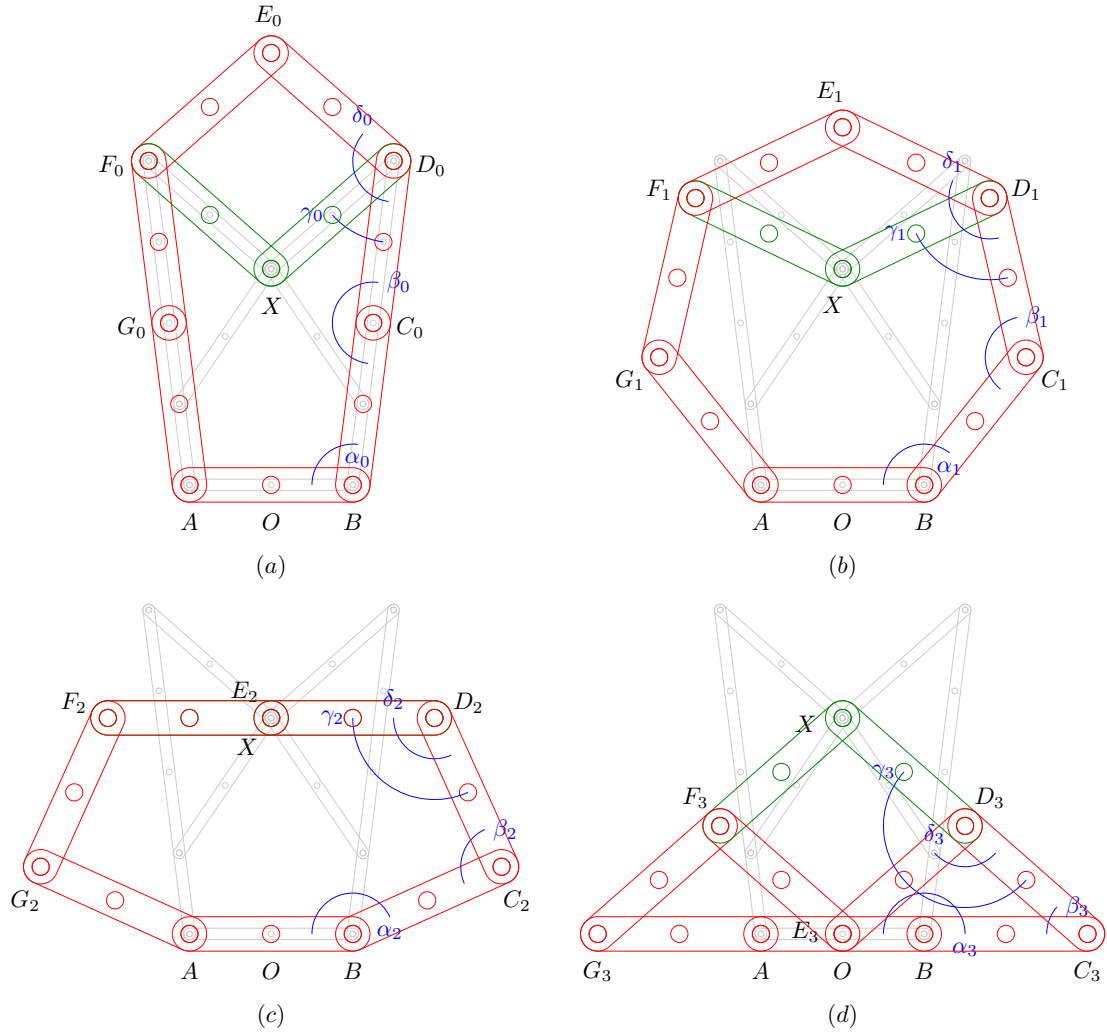 E₀
F₀ δ₀ D₀
γ₀
X
G₀ β₀ C₀
α₀
A O B
(a)
E₁
F₁ δ₁ D₁
γ₁
X
G₁ β₁ C₁
α₁
A O B
(b)
F₂ E₂ γ₂ δ₂ D₂
X
G₂ β₂ C₂
α₂
A O B
(c)
X
γ₃
F₃ D₃
δ₃
E₃ α₃ β₃
G₃ A O B C₃
(d)